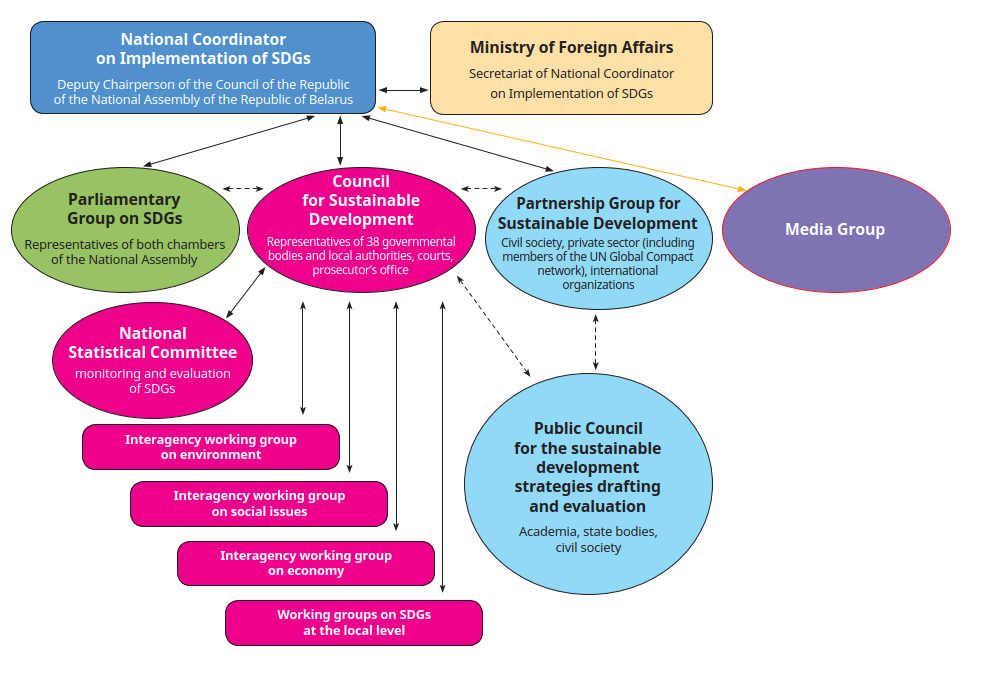 National Coordinator
on Implementation of SDGs
Deputy Chairperson of the Council of the Republic
of the National Assembly of the Republic of Belarus
Ministry of Foreign Affairs
Secretariat of National Coordinator
on Implementation of SDGs
Parliamentary
Group on SDGs
Representatives of both chambers
of the National Assembly
Council
for Sustainable
Development
Representatives of 38 governmental
bodies and local authorities, courts,
prosecutor’s office
Partnership Group for
Sustainable Development
Civil society, private sector (including
members of the UN Global Compact
network), international
organizations
Media Group
National
Statistical Committee
monitoring and evaluation
of SDGs
Interagency working group
on environment
Interagency working group
on social issues
Interagency working group
on economy
Working groups on SDGs
at the local level
Public Council
for the sustainable
development
strategies drafting
and evaluation
Academia, state bodies,
civil society